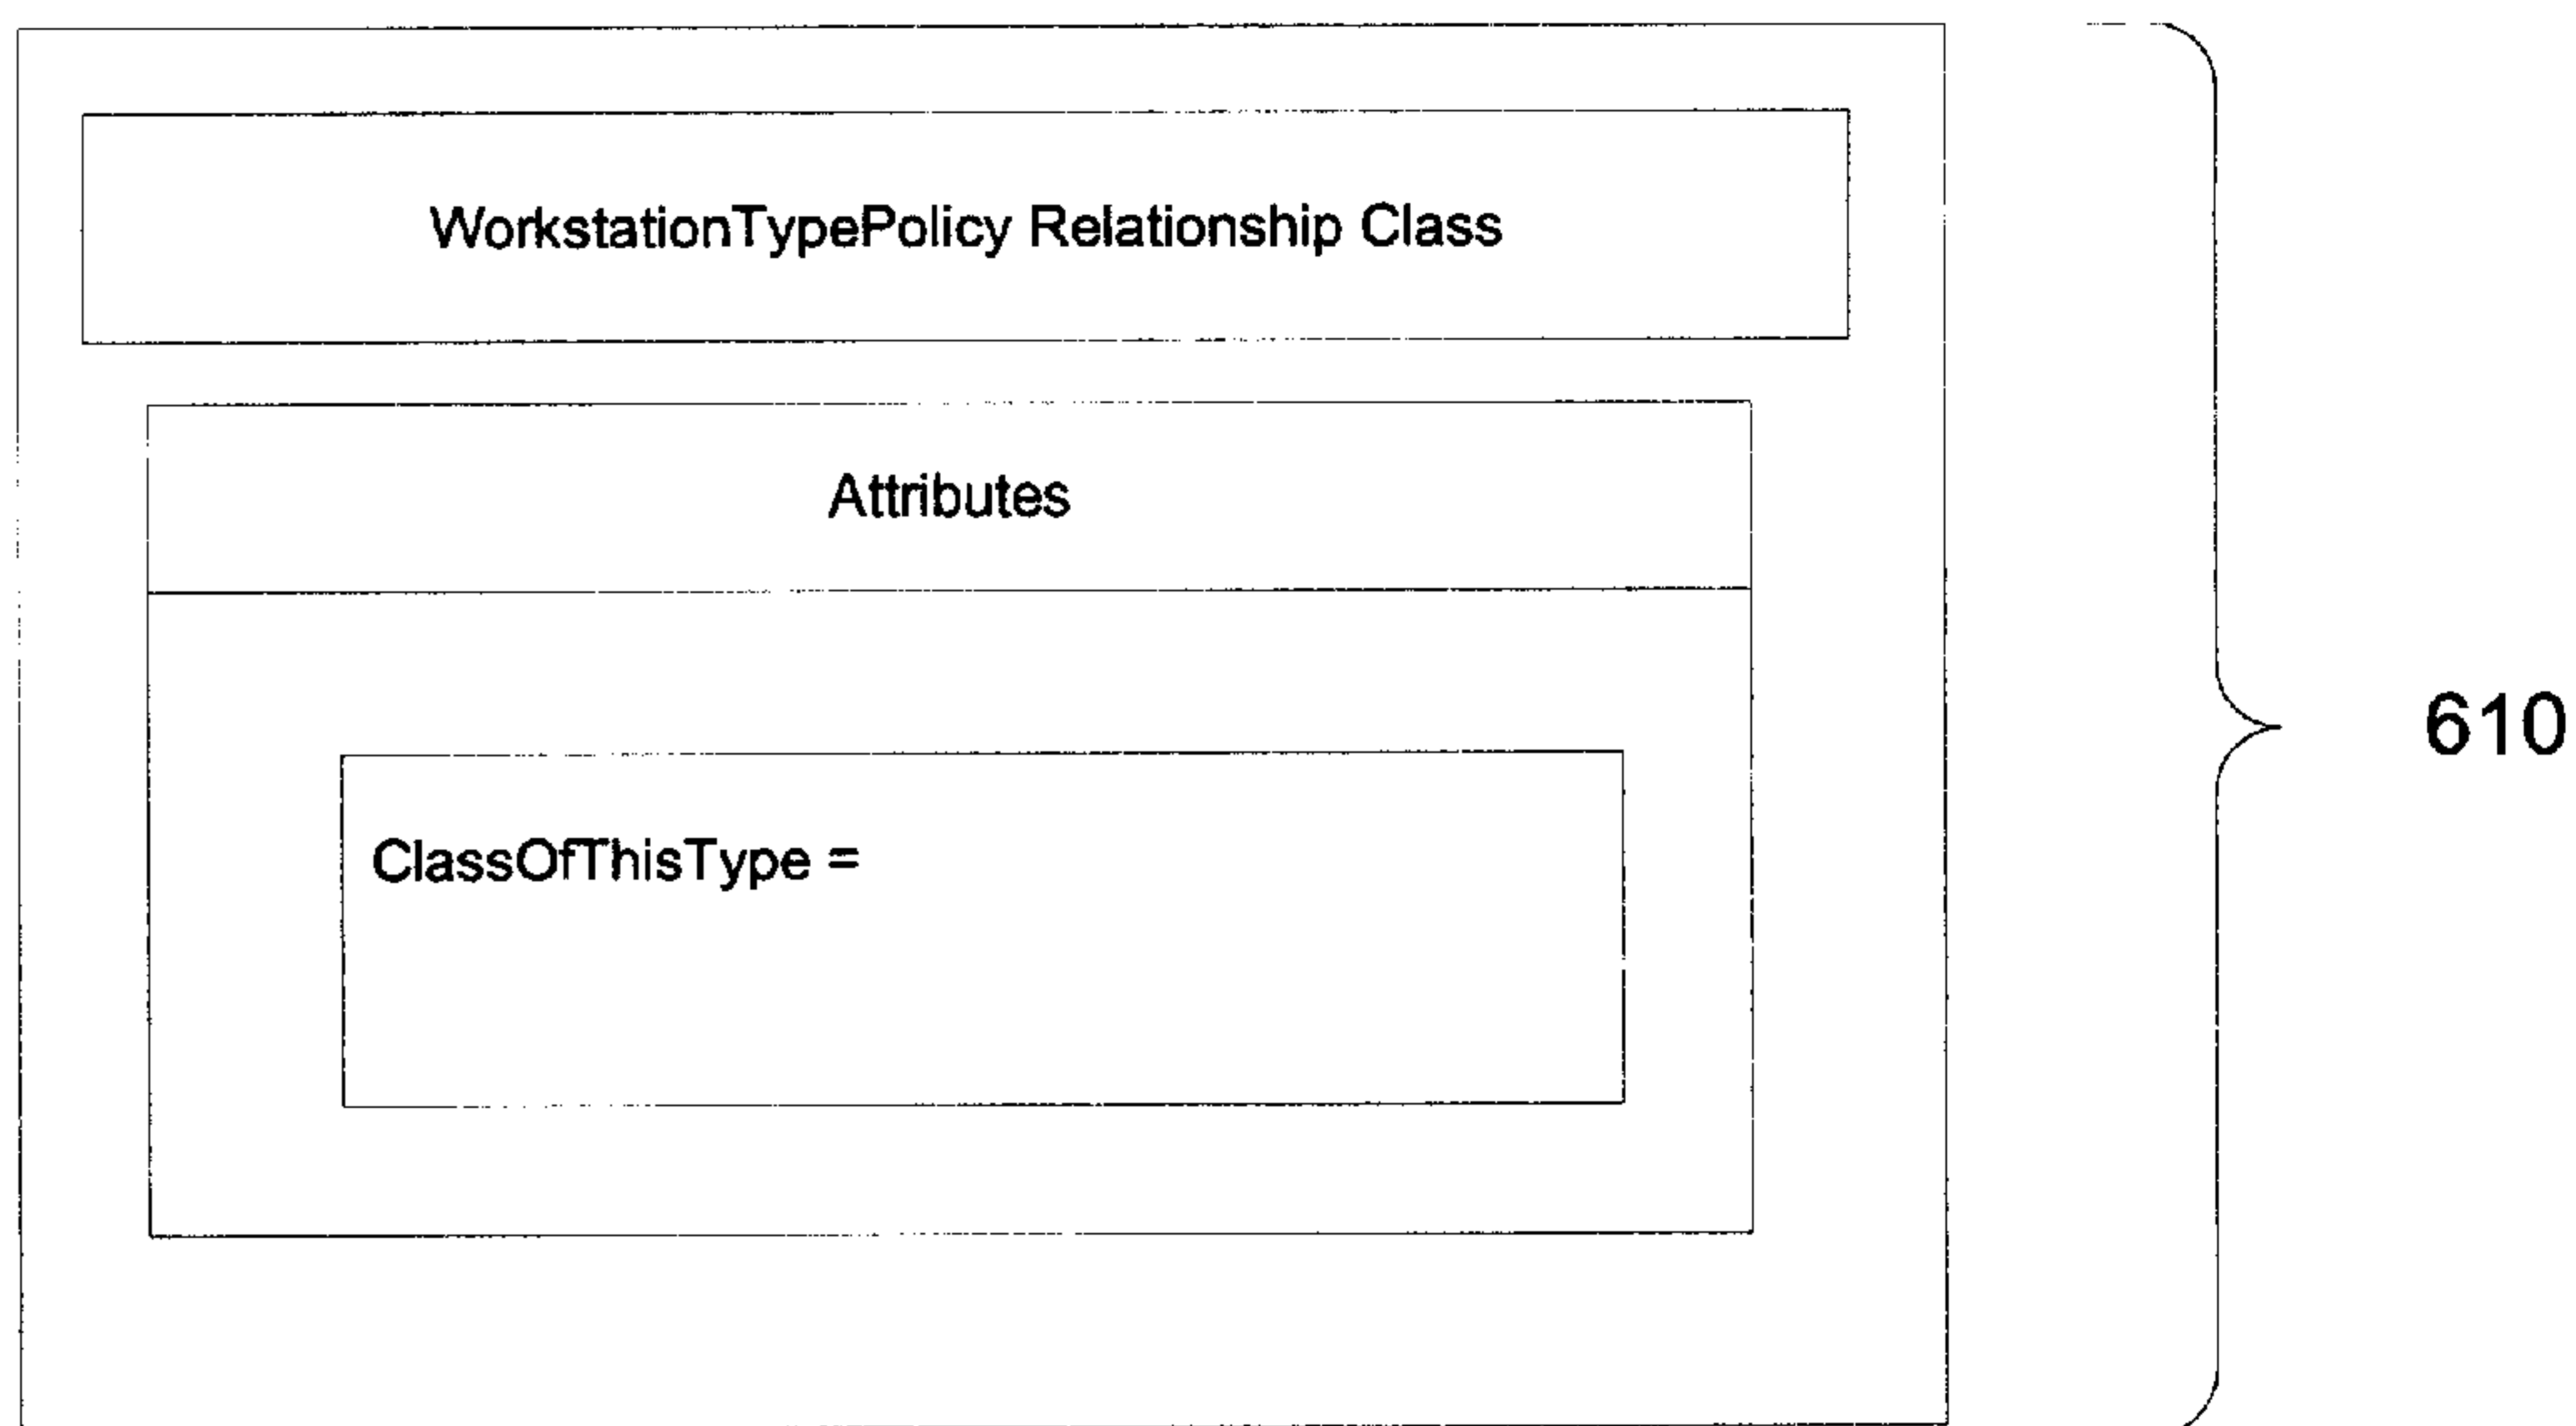 WorkstationTypePolicy Relationship Class
Attributes
ClassOfThisType =
610